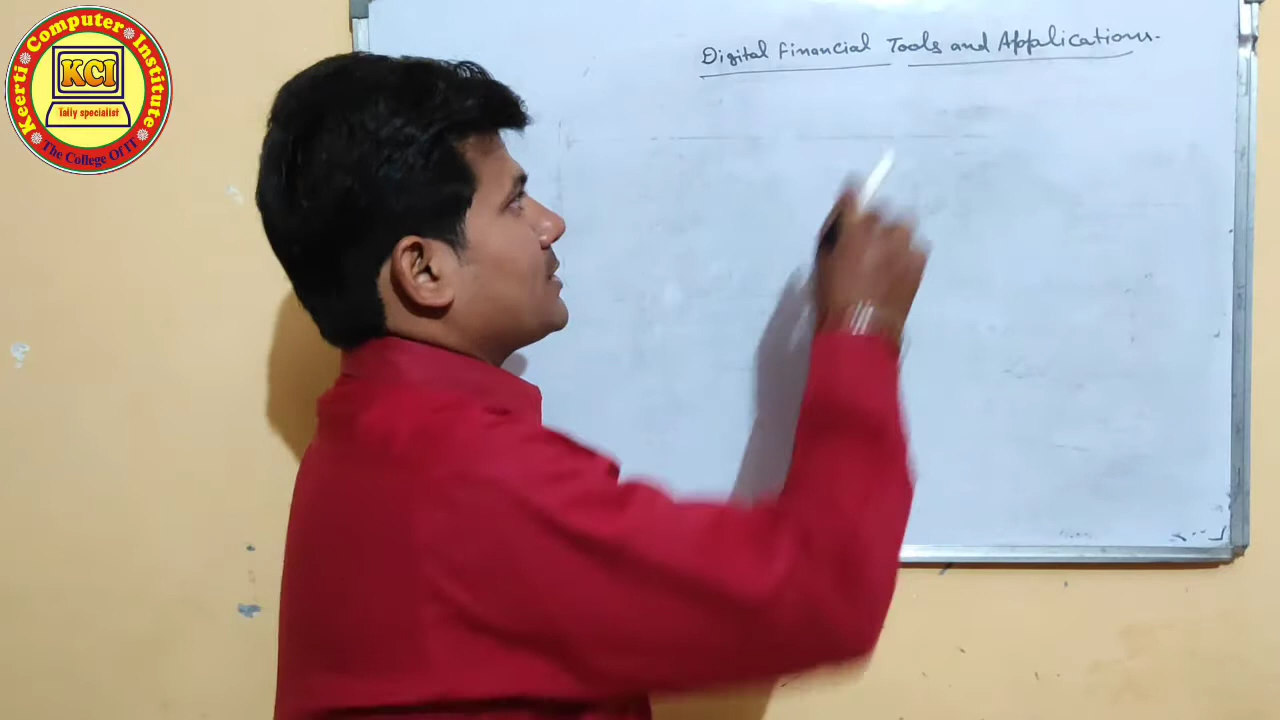 Keerti Computer Institute
KCI
Tally specialist
The College Of IT
Digital Financial Tools and Applications.